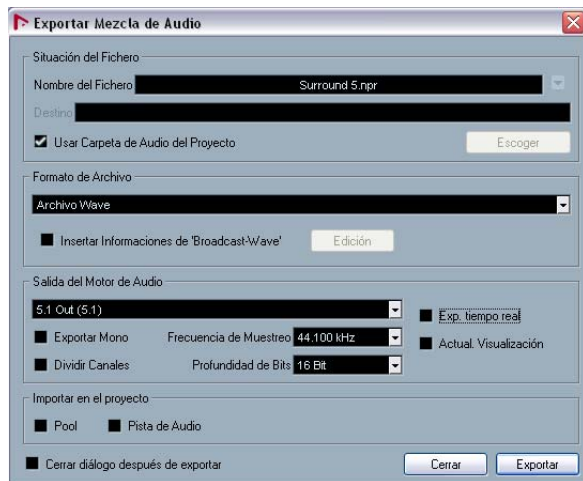 Exportar Mezcla de Audio
Situación del Fichero
Nombre del Fichero Surround 5.npr
Destino
Usar Carpeta de Audio del Proyecto Escoger
Formato de Archivo
Archivo Wave
Insertar Informaciones de 'Broadcast-Wave' Edición
Salida del Motor de Audio
5.1 Out (5.1) Exp. tiempo real
Exportar Mono Frecuencia de Muestreo 44.100 kHz Actual. Visualización
Dividir Canales Profundidad de Bits 16 Bit
Importar en el proyecto
Pool Pista de Audio
Cerrar diálogo después de exportar Cerrar Exportar